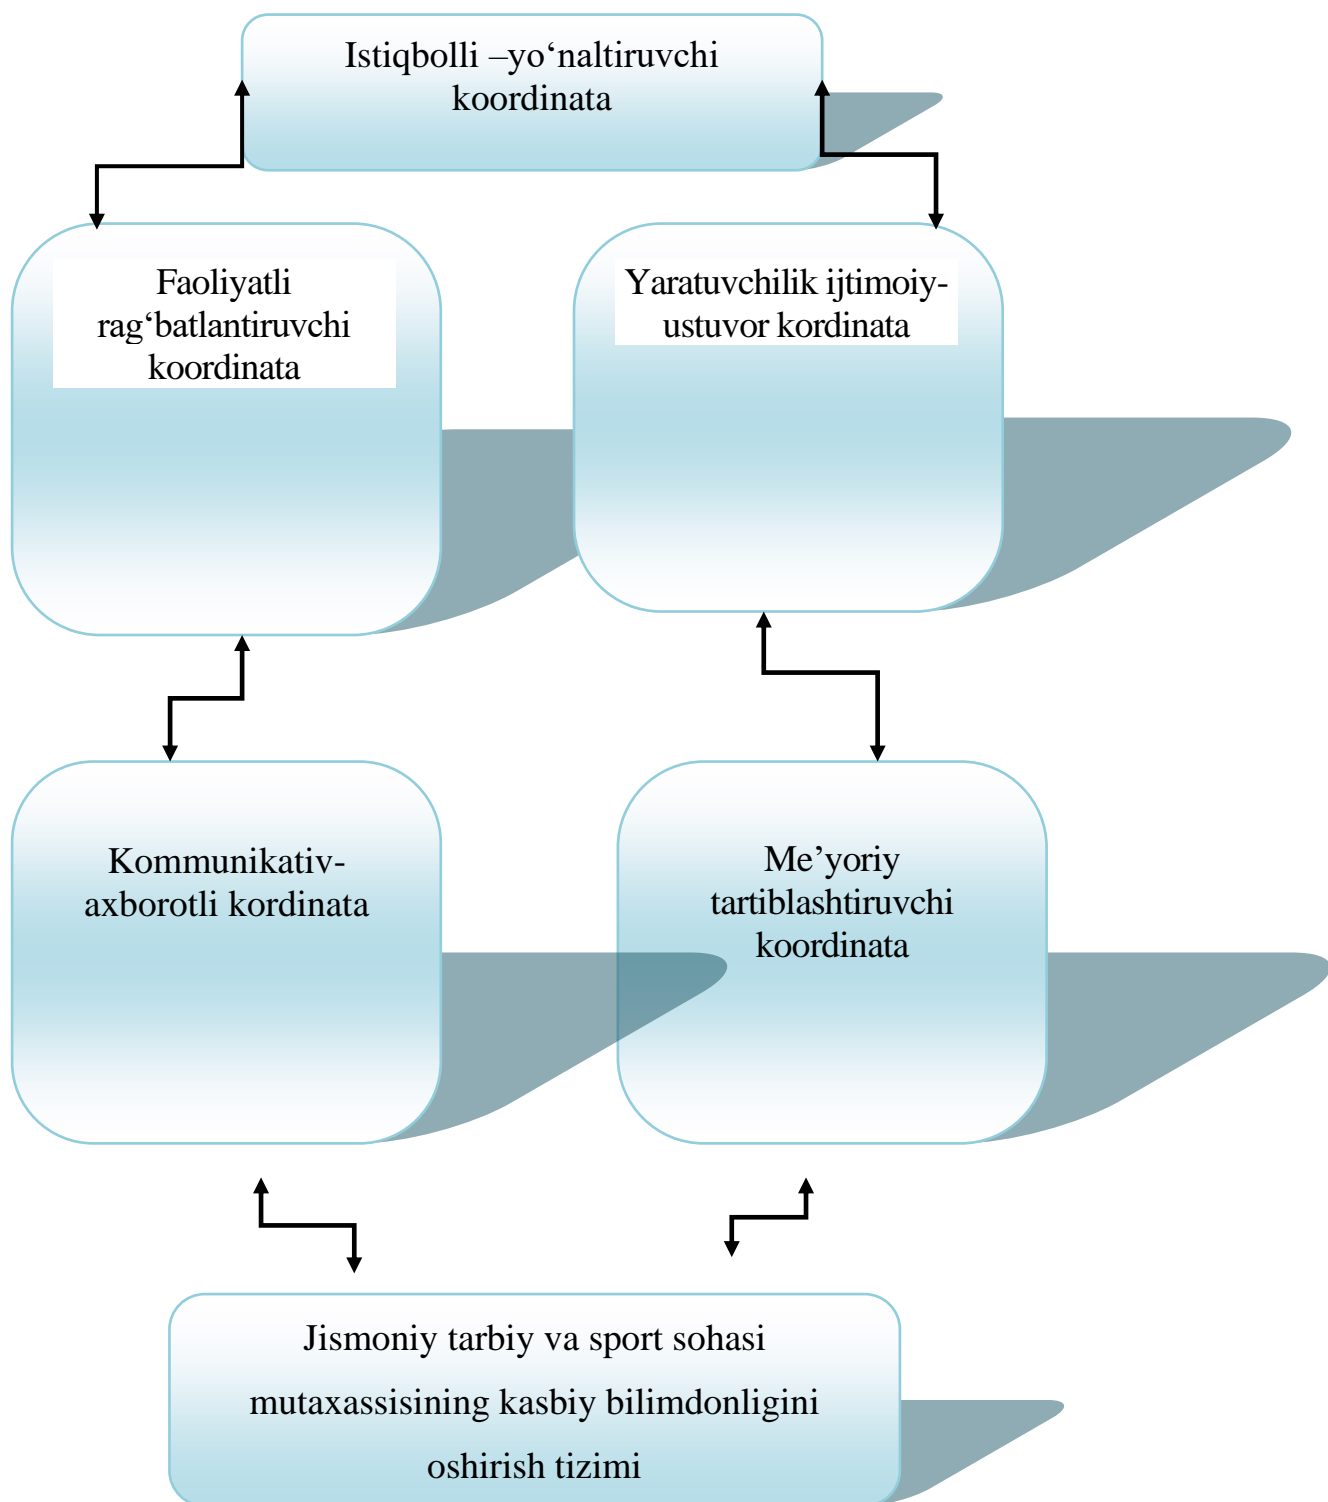 Istiqbolli –yo‘naltiruvchi
koordinata
Faoliyatli
rag‘batlantiruvchi
koordinata
Yaratuvchilik ijtimoiy-
ustuvor kordinata
Kommunikativ-
axborotli kordinata
Me’yoriy
tartiblashtiruvchi
koordinata
Jismoniy tarbiy va sport sohasi
mutaxassisining kasbiy bilimdonligini
oshirish tizimi